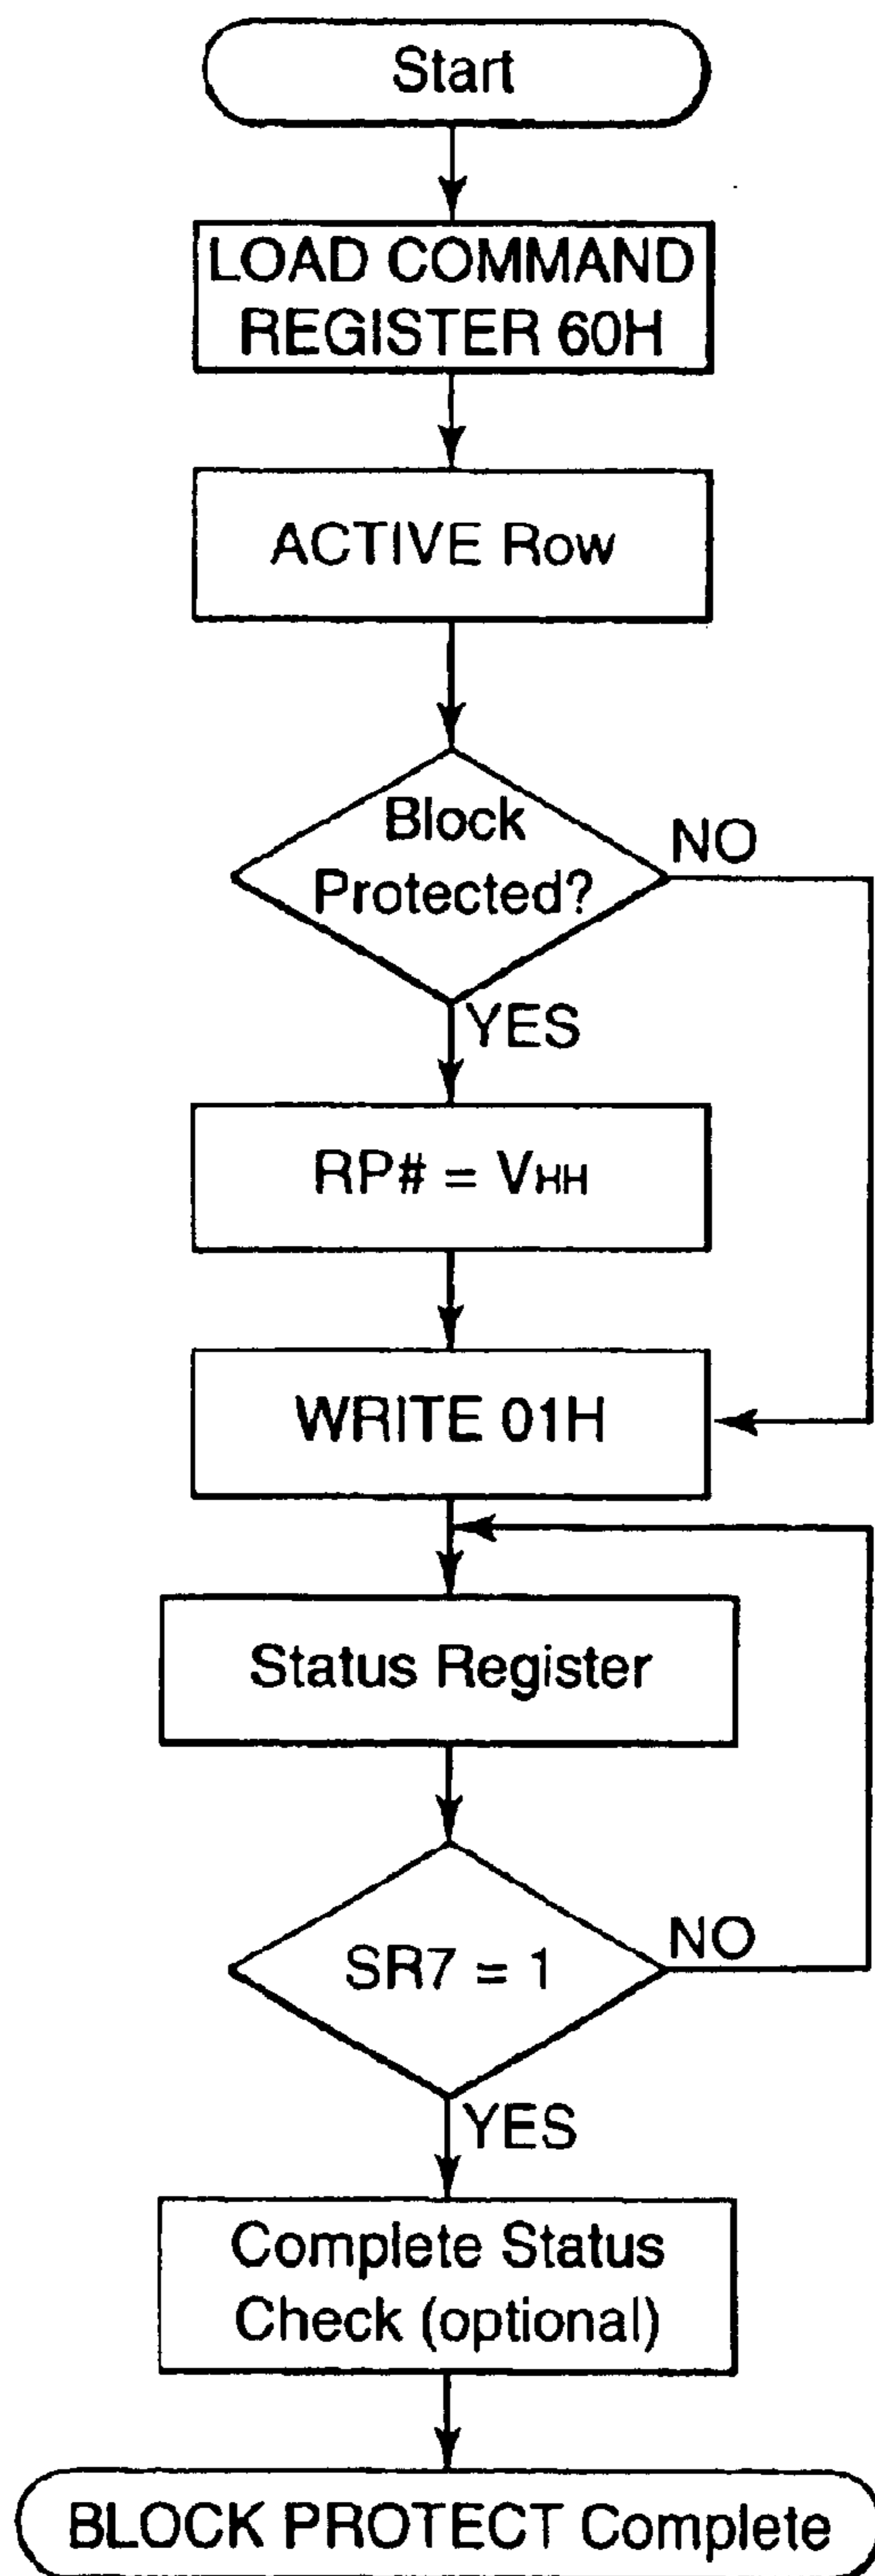 Start
LOAD COMMAND
REGISTER 60H
ACTIVE Row
Block
Protected?
NO
YES
RP# = VHH
WRITE 01H
Status Register
SR7 = 1
NO
YES
Complete Status
Check (optional)
BLOCK PROTECT Complete